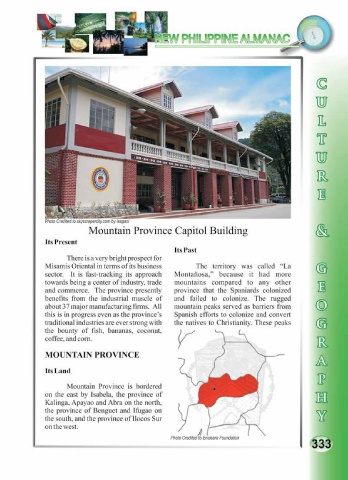 NEW PHILIPPINE ALMANAC
Photo Credited to skyscrapercity.com by
Mountain Province Capitol Building
Its Present
There is a very bright prospect for
Misamis Oriental in terms of its business
sector. It is fast-tracking its approach
towards being a center of industry, trade
and commerce. The province presently
benefits from the industrial muscle of
about 37 major manufacturing firms. All
this is in progress even as the province's
traditional industries are ever strong with
the bounty of fish, bananas, coconut,
coffee, and corn.
MOUNTAIN PROVINCE
Its Land
Mountain Province is bordered
on the east by Isabela, the province of
Kalinga, Apayao and Abra on the north,
the province of Benguet and Ifugao on
the south, and the province of Ilocos Sur
on the west.
Its Past
The territory was called "La
Montañosa," because it had more
mountains compared to any other
province that the Spaniards colonized
and failed to colonize. The rugged
mountain peaks served as barriers from
Spanish efforts to colonize and convert
the natives to Christianity. These peaks
Photo Credited to Foundation
CULTURE & GEOGRAPHY
333